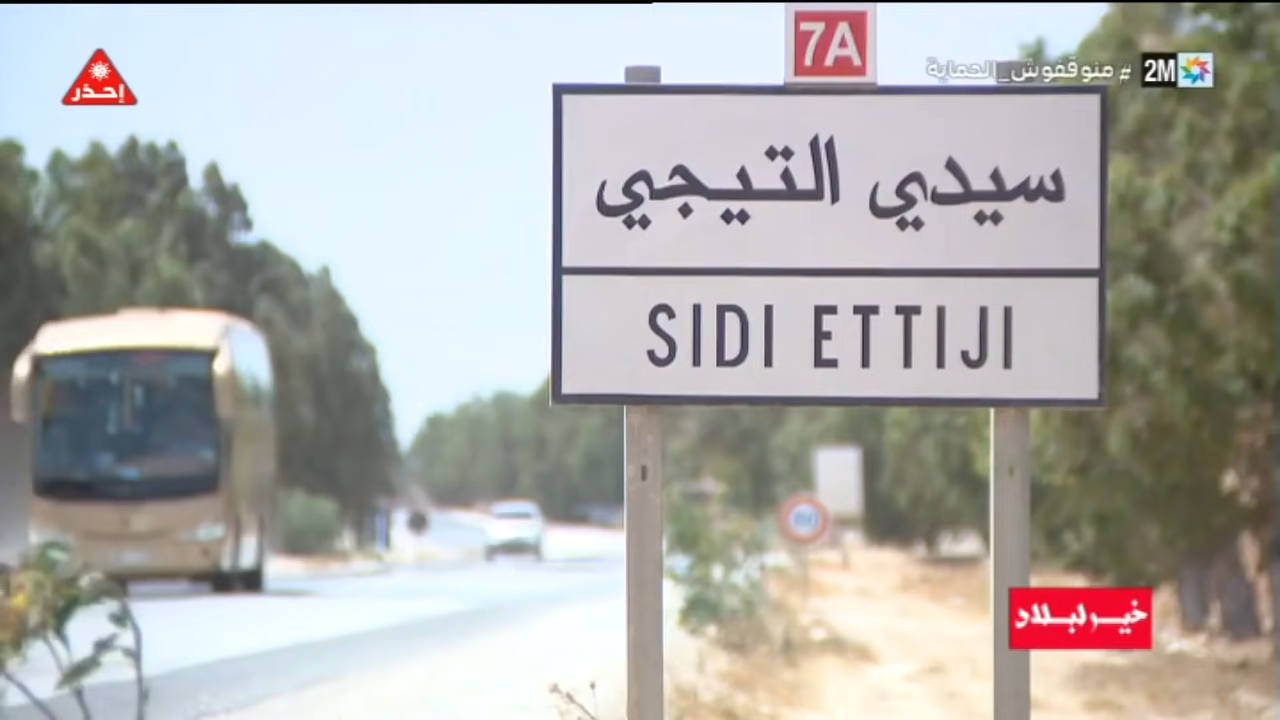 7A
2M # منوقفوش_الحماية
إحذر
سيدي التيجي
SIDI ETTIJI
خير لبلاد